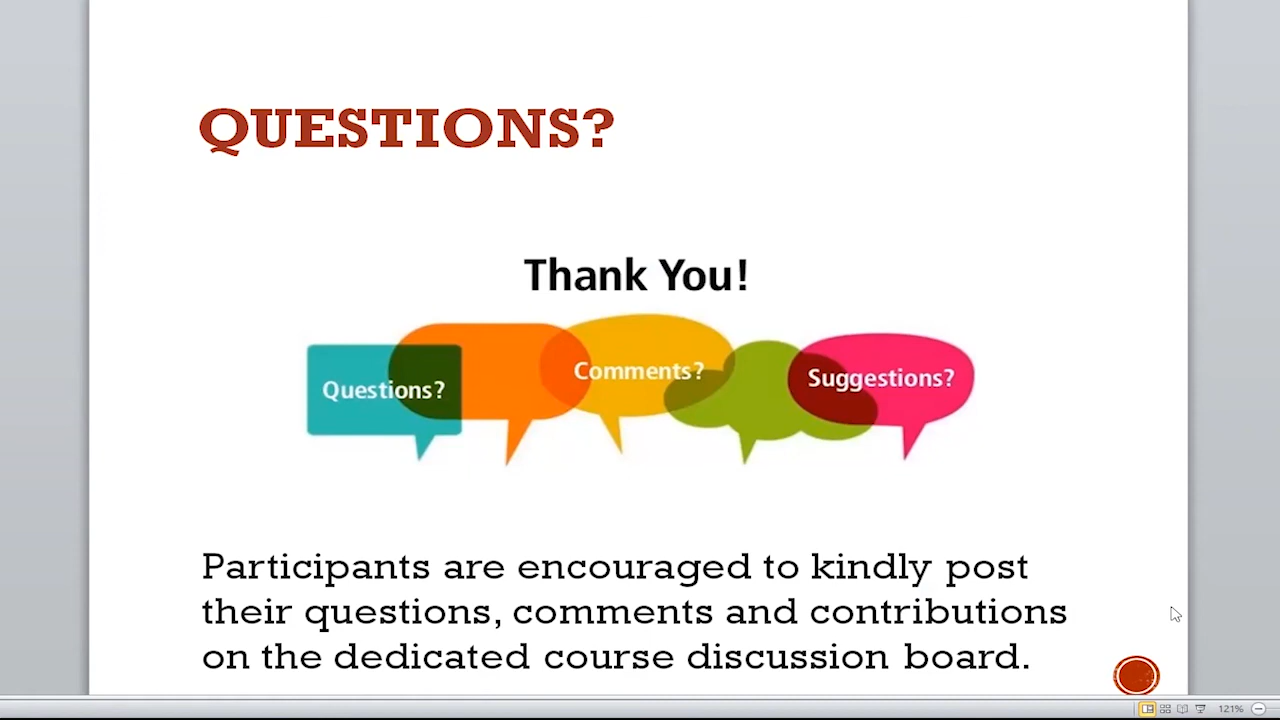 QUESTIONS?
Thank You!
Questions?
Comments?
Suggestions?
Participants are encouraged to kindly post
their questions, comments and contributions
on the dedicated course discussion board.
121%